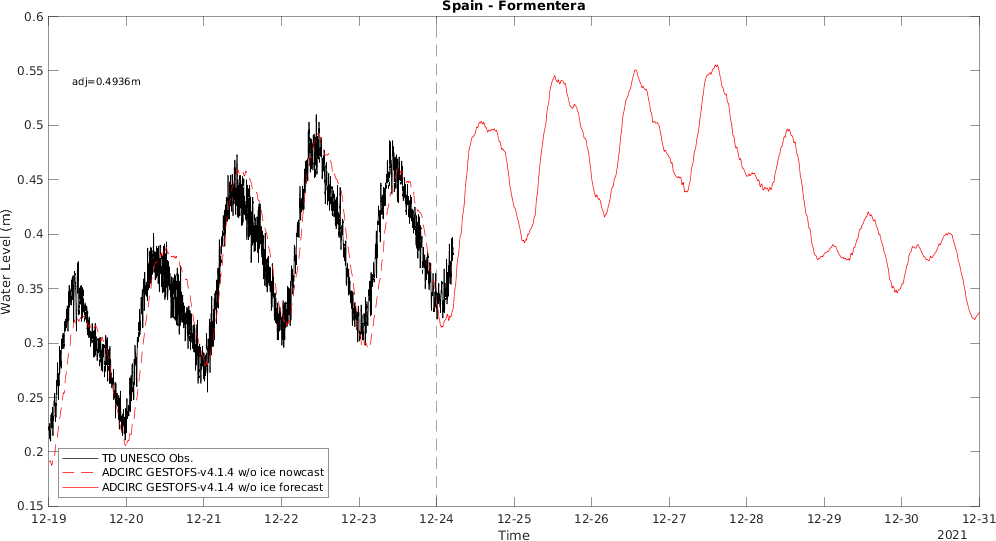 Spain - Formentera
0.6
0.55
0.5
0.45
0.4
0.35
0.3
0.25
0.2
0.15
Water Level (m)
adj=0.4936m
TD UNESCO Obs.
ADCIRC GESTOFS-v4.1.4 w/o ice nowcast
ADCIRC GESTOFS-v4.1.4 w/o ice forecast
12-19 12-20 12-21 12-22 12-23 12-24 12-25 12-26 12-27 12-28 12-29 12-30 12-31
Time
2021